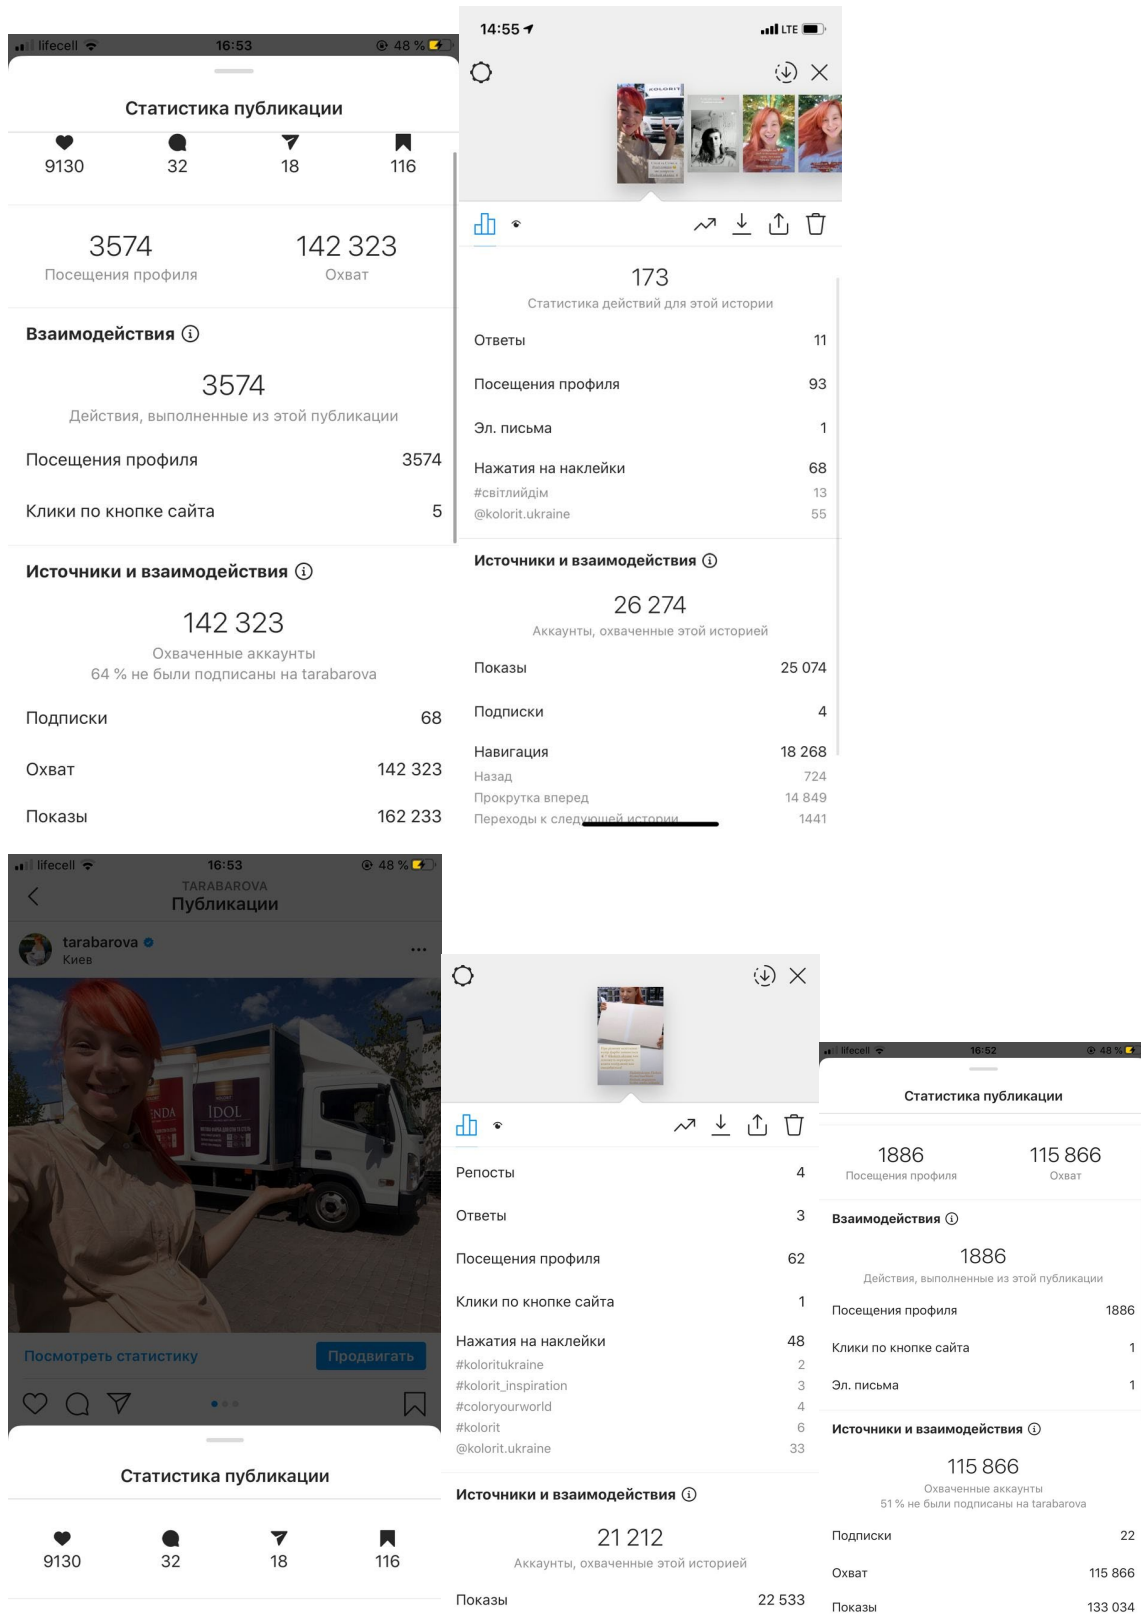 lifecell 16:53 48 %
Статистика публикации
9130 32 18 116
3574 142 323
Посещения профиля Охват
Взаимодействия
3574
Действия, выполненные из этой публикации
Посещения профиля 3574
Клики по кнопке сайта 5
Источники и взаимодействия
142 323
Охваченные аккаунты
64 % не были подписаны на tarabarova
Подписки 68
Охват 142 323
Показы 162 233
14:55 LTE
KOLORIT
173
Статистика действий для этой истории
Ответы 11
Посещения профиля 93
Эл. письма 1
Нажатия на наклейки 68
#світлийдім 13
@kolorit.ukraine 55
Источники и взаимодействия
26 274
Аккаунты, охваченные этой историей
Показы 25 074
Подписки 4
Навигация 18 268
Назад 724
Прокрутка вперед 14 849
Переходы к следующей истории 1441
lifecell 16:53 48 %
TARABAROVA
Публикации
tarabarova
Киев
IDOL
Посмотреть статистику Продвигать
Статистика публикации
9130 32 18 116
Репосты 4
Ответы 3
Посещения профиля 62
Клики по кнопке сайта 1
Нажатия на наклейки 48
#koloritukraine 2
#kolorit_inspiration 3
#coloryourworld 4
#kolorit 6
@kolorit.ukraine 33
Источники и взаимодействия
21 212
Аккаунты, охваченные этой историей
Показы 22 533
lifecell 16:52 48 %
Статистика публикации
1886 115 866
Посещения профиля Охват
Взаимодействия
1886
Действия, выполненные из этой публикации
Посещения профиля 1886
Клики по кнопке сайта 1
Эл. письма 1
Источники и взаимодействия
115 866
Охваченные аккаунты
51 % не были подписаны на tarabarova
Подписки 22
Охват 115 866
Показы 133 034